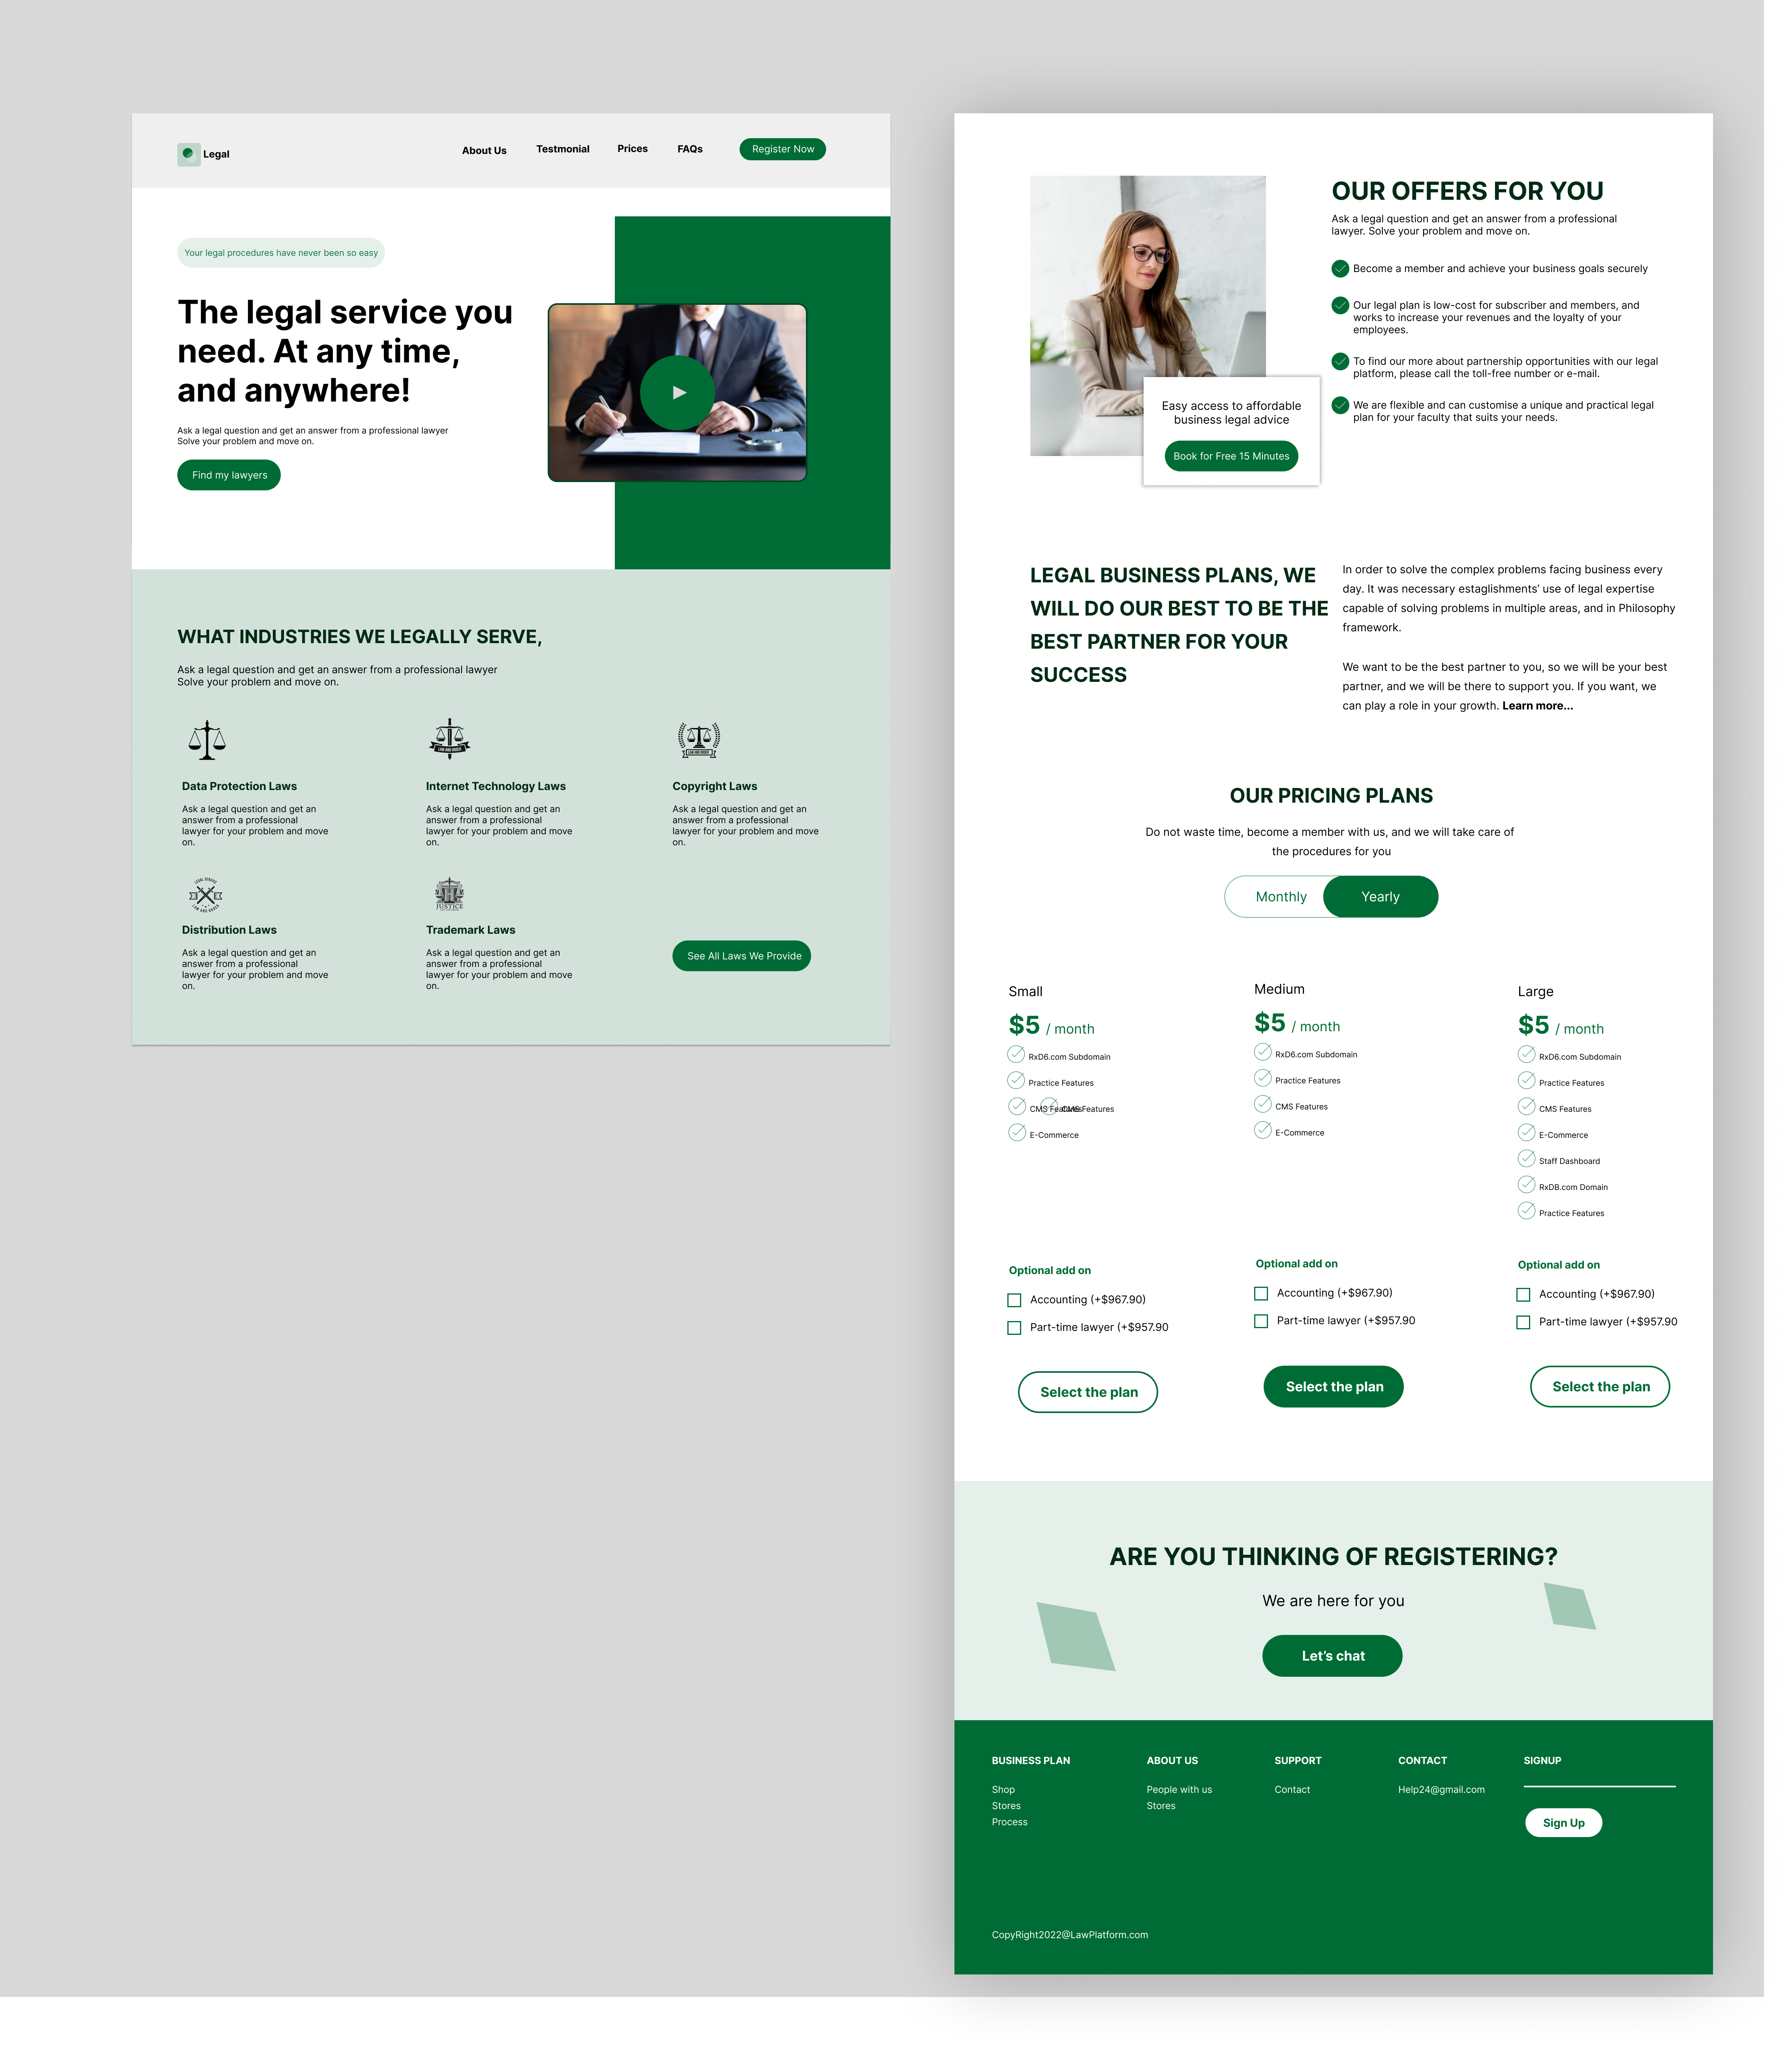 Legal
About Us
Testmonial
Prices
FAQs
Register Now
Your legal procedures have never been so easy
The legal service you
need. At any time,
and anywhere!
Ask a legal question and get an answer from a professional lawyer
Solve your problem and move on.
Find my lawyers
WHAT INDUSTRIES WE LEGALLY SERVE,
Ask a legal question and get an answer from a professional lawyer
Solve your problem and move on.
LAW AND ORDER
LAW AND ORDER
Data Protection Laws
Ask a legal question and get an
answer from a professional
lawyer for your problem and move
on.
Internet Technology Laws
Ask a legal question and get an
answer from a professional
lawyer for your problem and move
on.
Copyright Laws
Ask a legal question and get an
answer from a professional
lawyer for your problem and move
on.
LEGAL SERVICE
LAW AND ORDER
Distribution Laws
Ask a legal question and get an
answer from a professional
lawyer for your problem and move
on.
JUSTICE
Trademark Laws
Ask a legal question and get an
answer from a professional
lawyer for your problem and move
on.
See All Laws We Provide
OUR OFFERS FOR YOU
Ask a legal question and get an answer from a professional
lawyer. Solve your problem and move on.
Become a member and achieve your business goals securely
Our legal plan is low-cost for subscriber and members, and
works to increase your revenues and the loyalty of your
employees.
To find our more about partnership opportunities with our legal
platform, please call the toll-free number or e-mail.
We are flexible and can customise a unique and practical legal
plan for your faculty that suits your needs.
Easy access to affordable
business legal advice
Book for Free 15 Minutes
LEGAL BUSINESS PLANS, WE
WILL DO OUR BEST TO BE THE
BEST PARTNER FOR YOUR
SUCCESS
In order to solve the complex problems facing business every
day. It was necessary estaglishments’ use of legal expertise
capable of solving problems in multiple areas, and in Philosophy
framework.
We want to be the best partner to you, so we will be your best
partner, and we will be there to support you. If you want, we
can play a role in your growth. Learn more...
OUR PRICING PLANS
Do not waste time, become a member with us, and we will take care of
the procedures for you
Monthly
Yearly
Small
$5 / month
RxD6.com Subdomain
Practice Features
CMS Features
CMS Features
E-Commerce
Optional add on
Accounting (+$967.90)
Part-time lawyer (+$957.90
Select the plan
Medium
$5 / month
RxD6.com Subdomain
Practice Features
CMS Features
E-Commerce
Optional add on
Accounting (+$967.90)
Part-time lawyer (+$957.90
Select the plan
Large
$5 / month
RxD6.com Subdomain
Practice Features
CMS Features
E-Commerce
Staff Dashboard
RxDB.com Domain
Practice Features
Optional add on
Accounting (+$967.90)
Part-time lawyer (+$957.90
Select the plan
ARE YOU THINKING OF REGISTERING?
We are here for you
Let’s chat
BUSINESS PLAN
Shop
Stores
Process
ABOUT US
People with us
Stores
SUPPORT
Contact
CONTACT
Help24@gmail.com
SIGNUP
Sign Up
CopyRight2022@LawPlatform.com